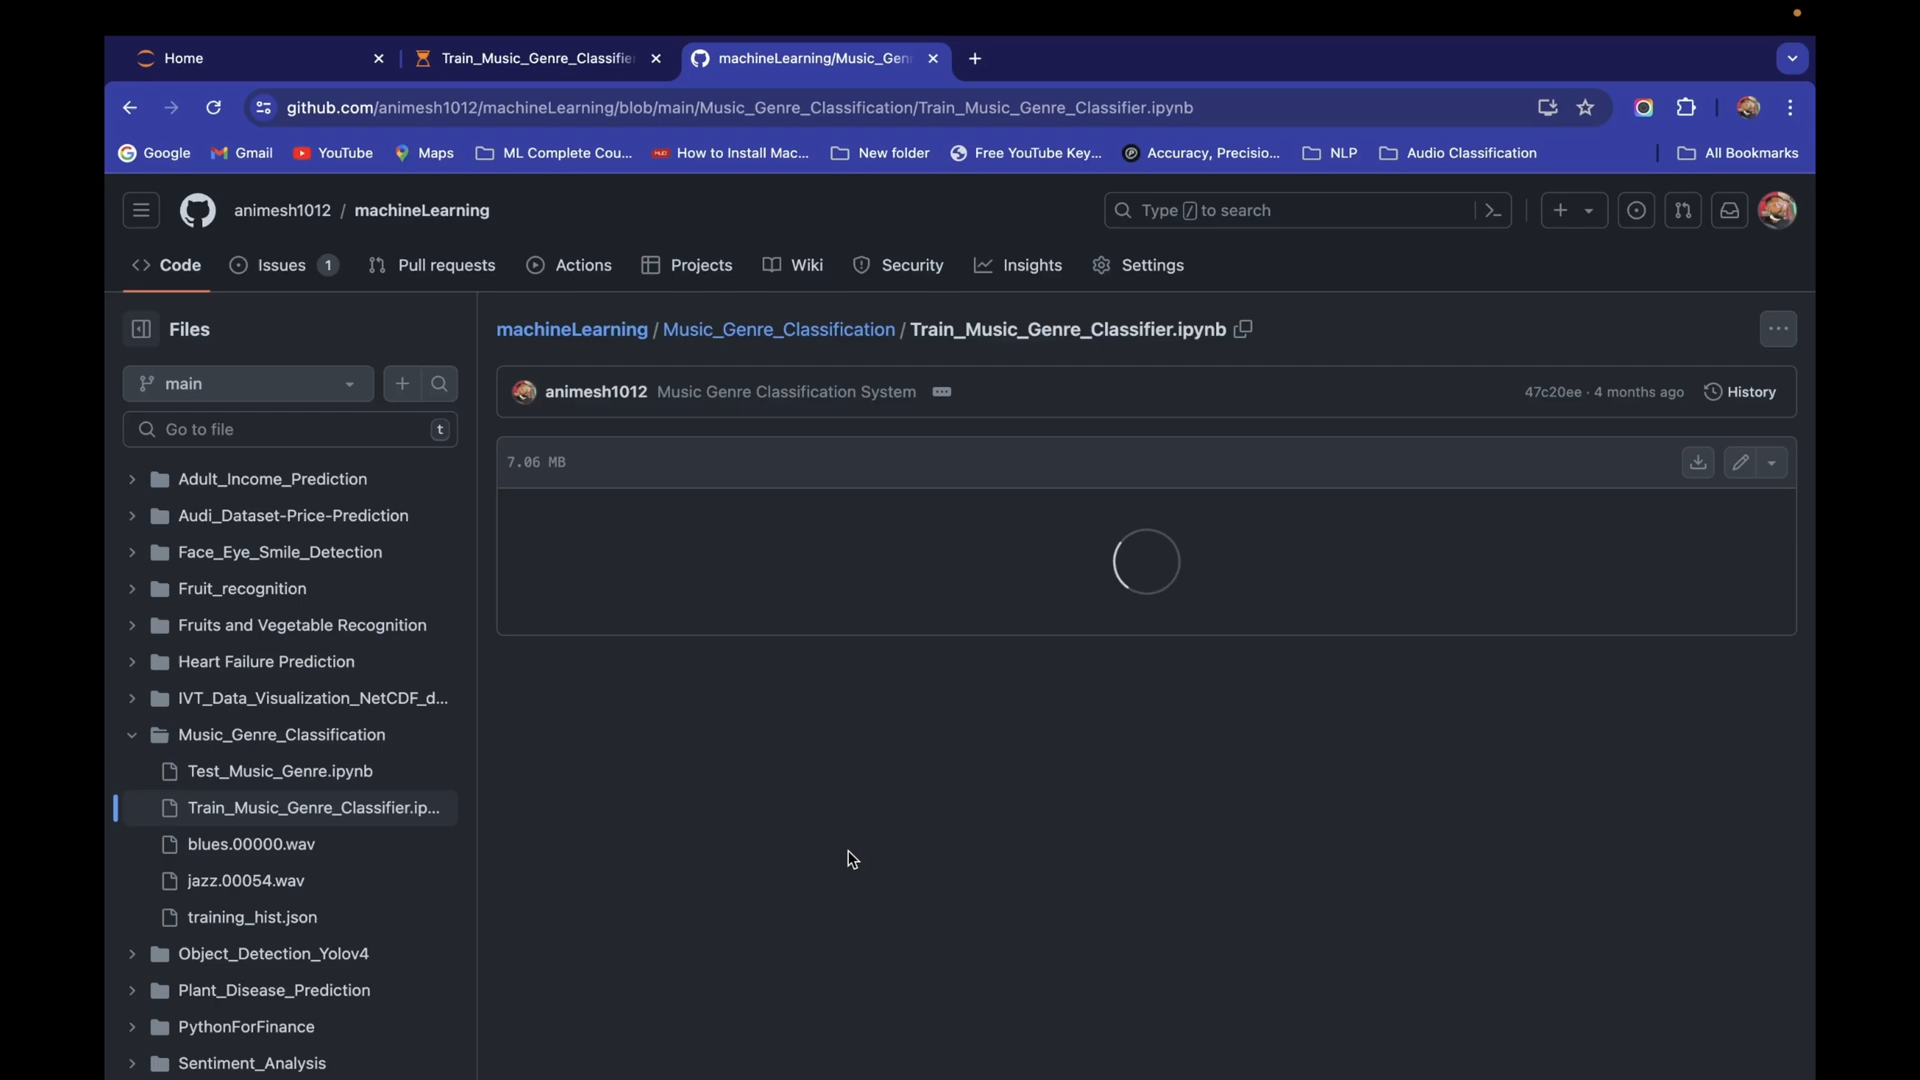 Home
Train_Music_Genre_Classifier
machineLearning/Music_Gen
github.com/animesh1012/machineLearning/blob/main/Music_Genre_Classification/Train_Music_Genre_Classifier.ipynb
Google
Gmail
YouTube
Maps
ML Complete Cou...
How to Install Mac...
New folder
Free YouTube Key...
Accuracy, Precisio...
NLP
Audio Classification
All Bookmarks
animesh1012 / machineLearning
Type / to search
Code
Issues 1
Pull requests
Actions
Projects
Wiki
Security
Insights
Settings
Files
main
Go to file
t
Adult_Income_Prediction
Audi_Dataset-Price-Prediction
Face_Eye_Smile_Detection
Fruit_recognition
Fruits and Vegetable Recognition
Heart Failure Prediction
IVT_Data_Visualization_NetCDF_d...
Music_Genre_Classification
Test_Music_Genre.ipynb
Train_Music_Genre_Classifier.ip...
blues.00000.wav
jazz.00054.wav
training_hist.json
Object_Detection_Yolov4
Plant_Disease_Prediction
PythonForFinance
Sentiment_Analysis
machineLearning / Music_Genre_Classification / Train_Music_Genre_Classifier.ipynb
animesh1012 Music Genre Classification System
47c20ee · 4 months ago
History
7.06 MB